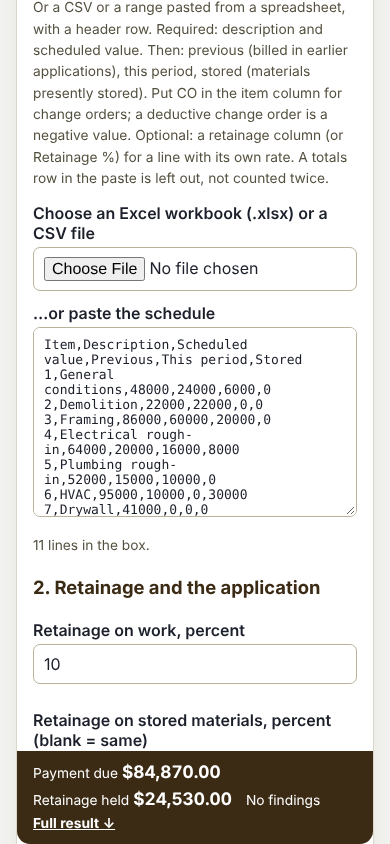 Or a CSV or a range pasted from a spreadsheet,
with a header row. Required: description and
scheduled value. Then: previous (billed in earlier
applications), this period, stored (materials
presently stored). Put CO in the item column for
change orders; a deductive change order is a
negative value. Optional: a retainage column (or
Retainage %) for a line with its own rate. A totals
row in the paste is left out, not counted twice.
Choose an Excel workbook (.xlsx) or a
CSV file
Choose File No file chosen
...or paste the schedule
Item,Description,Scheduled
value,Previous,This period,Stored
1,General
conditions,48000,24000,6000,0
2,Demolition,22000,22000,0,0
3,Framing,86000,60000,20000,0
4,Electrical rough-
in,64000,20000,16000,8000
5,Plumbing rough-
in,52000,15000,10000,0
6,HVAC,95000,10000,0,30000
7,Drywall,41000,0,0,0
11 lines in the box.
2. Retainage and the application
Retainage on work, percent
10
Retainage on stored materials, percent
(blank = same)
Payment due $84,870.00
Retainage held $24,530.00 No findings
Full result ↓